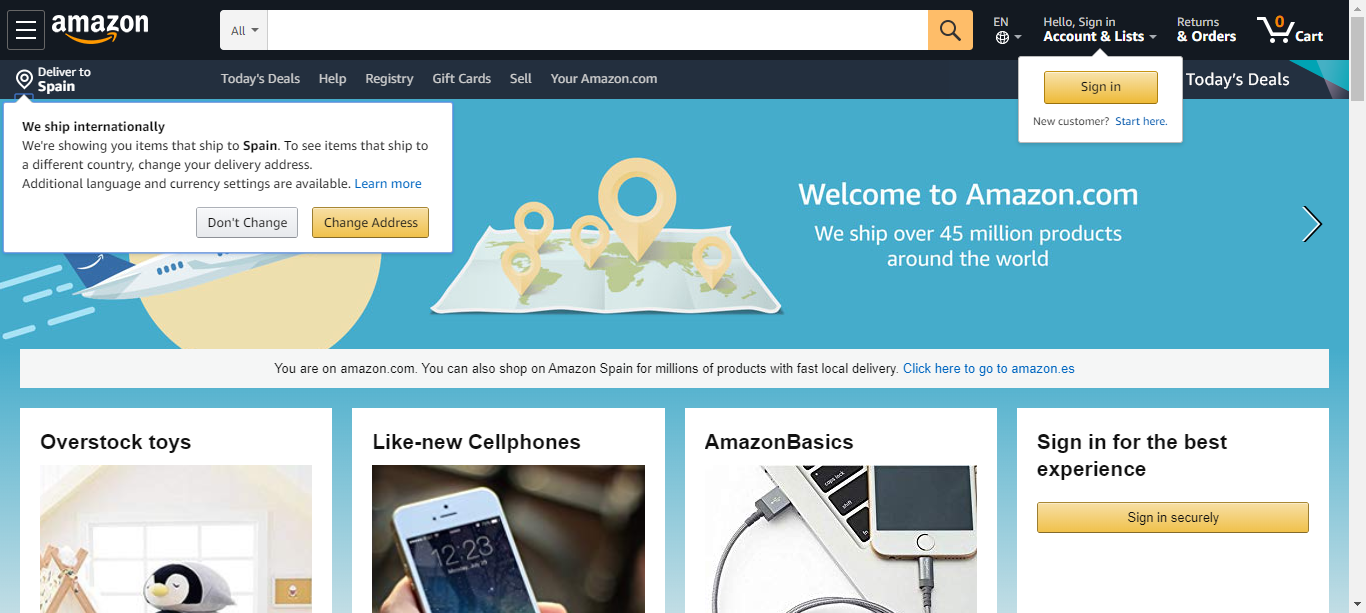 amazon
All
EN
Hello, Sign in
Account & Lists
Returns
& Orders
0
Cart
Deliver to
Spain
Today's Deals
Help
Registry
Gift Cards
Sell
Your Amazon.com
Sign in
New customer? Start here.
Today's Deals
We ship internationally
We're showing you items that ship to Spain. To see items that ship to
a different country, change your delivery address.
Additional language and currency settings are available. Learn more
Don't Change
Change Address
Welcome to Amazon.com
We ship over 45 million products
around the world
You are on amazon.com. You can also shop on Amazon Spain for millions of products with fast local delivery. Click here to go to amazon.es
Overstock toys
Like-new Cellphones
AmazonBasics
Sign in for the best
experience
Sign in securely
12:23
caps lock
shift